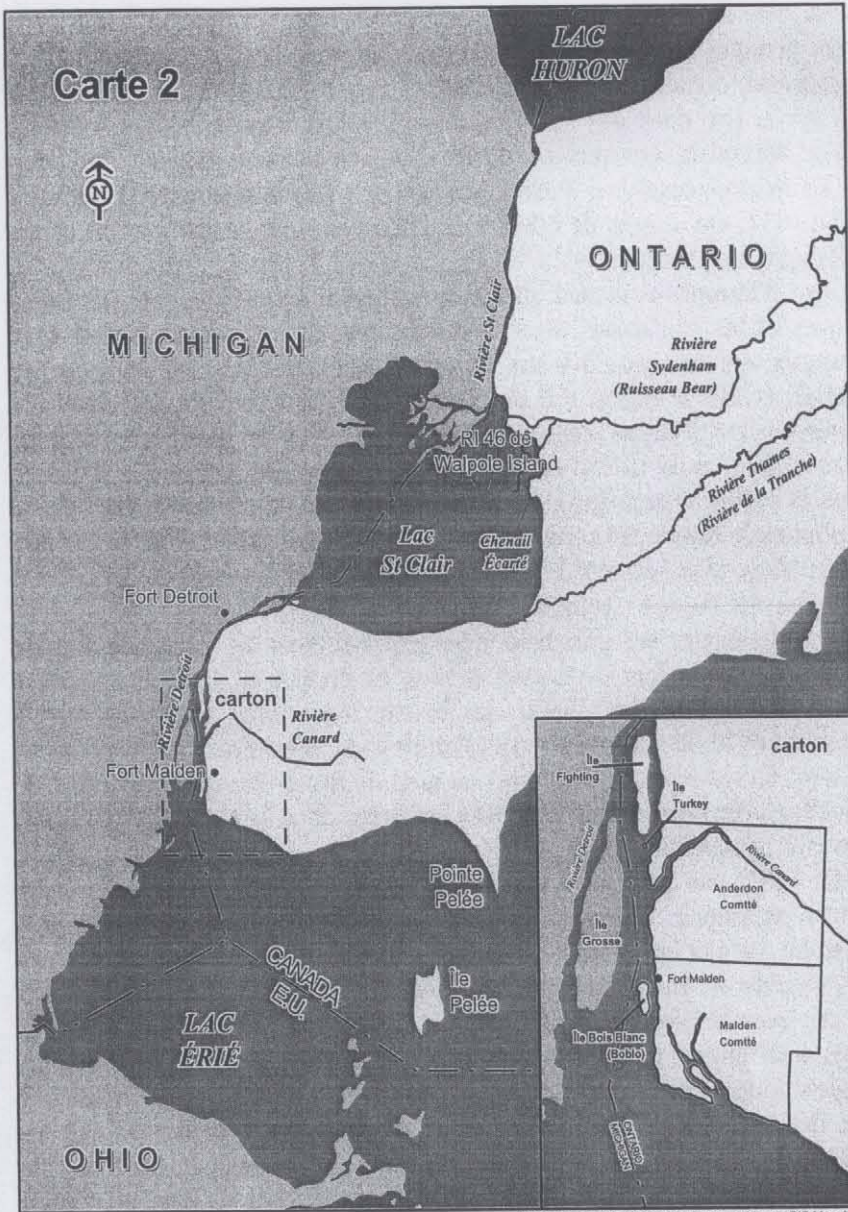 Carte 2
LAC
HURON
N
ONTARIO
MICHIGAN
Rivière St Clair
Rivière
Sydenham
(Ruisseau Bear)
RI 46 de
Walpole Island
Rivière Thames
(Rivière de la Tranche)
Lac
St Clair
Chenail
Écarté
Fort Detroit
Rivière Detroit
carton
Rivière
Canard
Fort Malden
Pointe
Pelée
CANADA
E.U.
Île
Pelée
LAC
ÉRIÉ
OHIO
carton
Île
Fighting
Île
Turkey
Rivière Detroit
Rivière Canard
Anderdon
Comtté
Île
Grosse
Fort Malden
Malden
Comtté
Île Bois Blanc
(Boblo)
ONTARIO
MICHIGAN